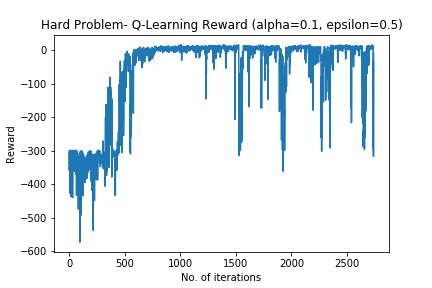 Hard Problem- Q-Learning Reward (alpha=0.1, epsilon=0.5)
0
−100
−200
−300
−400
−500
−600
Reward
0 500 1000 1500 2000 2500
No. of iterations